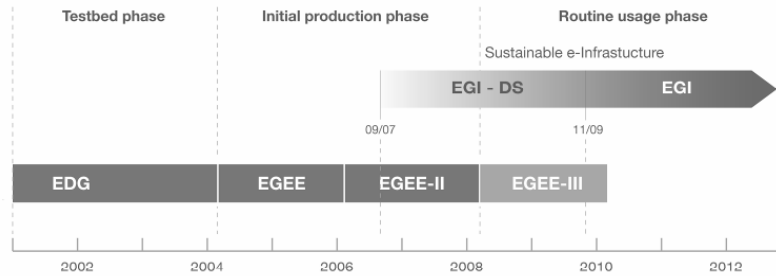 Testbed phase
Initial production phase
Routine usage phase
Sustainable e-Infrastucture
EGI - DS
EGI
09/07
11/09
EDG
EGEE
EGEE-II
EGEE-III
2002
2004
2006
2008
2010
2012